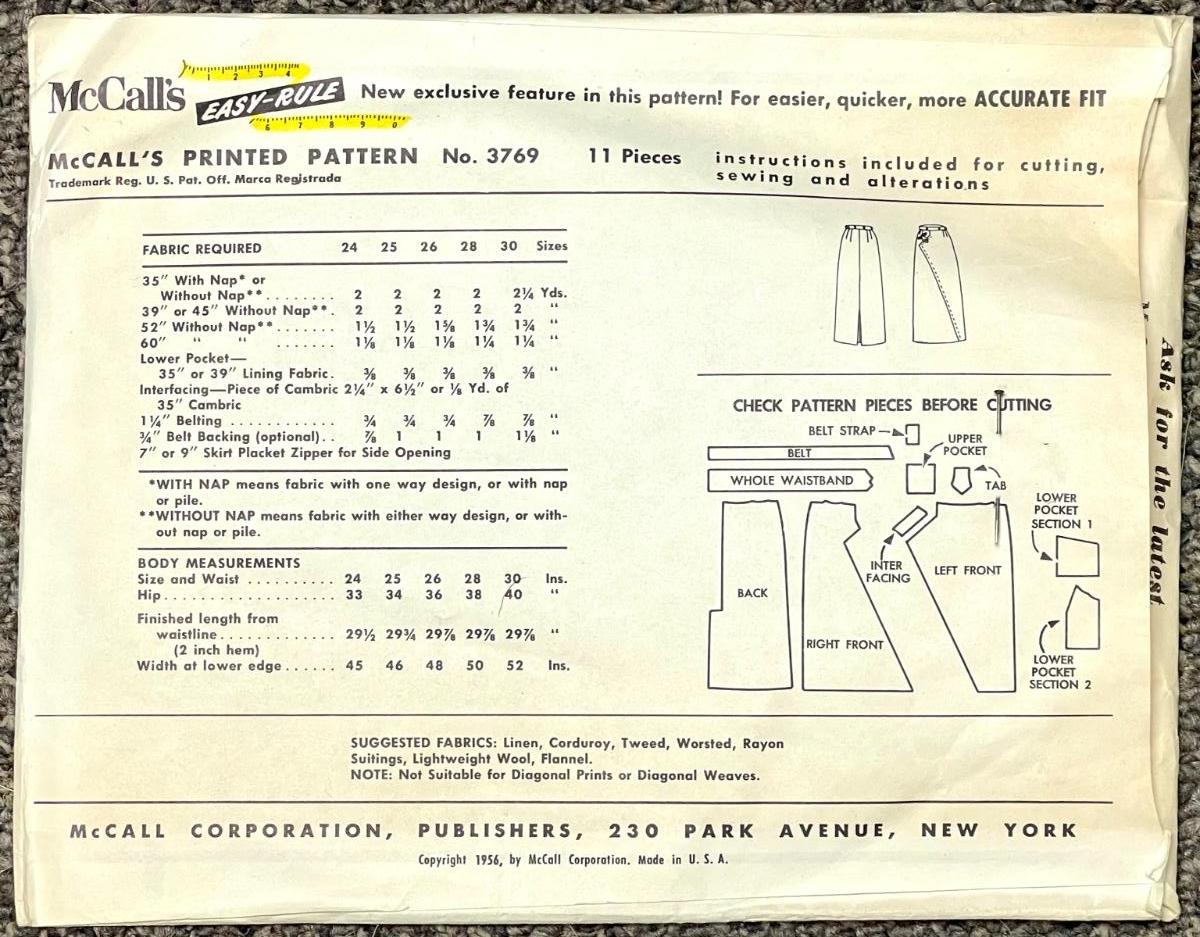 McCall's EASY-RULE New exclusive feature in this pattern! For easier, quicker, more ACCURATE FIT
1 2 3 4
6 7 8 9 0
McCALL'S PRINTED PATTERN No. 3769 11 Pieces instructions included for cutting,
sewing and alterations
Trademark Reg. U. S. Pat. Off. Marca Registrada
FABRIC REQUIRED 24 25 26 28 30 Sizes
35" With Nap* or
Without Nap**........ 2 2 2 2 2¼ Yds.
39" or 45" Without Nap**. 2 2 2 2 2 "
52" Without Nap**....... 1½ 1½ 1⅝ 1¾ 1¾ "
60" " " ....... 1⅛ 1⅛ 1⅛ 1¼ 1¼ "
Lower Pocket—
35" or 39" Lining Fabric. ⅜ ⅜ ⅜ ⅜ ⅜ "
Interfacing—Piece of Cambric 2¼" x 6½" or ⅛ Yd. of
35" Cambric
1¼" Belting ............ ¾ ¾ ¾ ⅞ ⅞ "
¾" Belt Backing (optional).. ⅞ 1 1 1 1⅛ "
7" or 9" Skirt Placket Zipper for Side Opening
*WITH NAP means fabric with one way design, or with nap
or pile.
**WITHOUT NAP means fabric with either way design, or with-
out nap or pile.
BODY MEASUREMENTS
Size and Waist .......... 24 25 26 28 30 Ins.
Hip.................... 33 34 36 38 40 "
Finished length from
waistline............. 29½ 29¾ 29⅞ 29⅞ 29⅞ "
(2 inch hem)
Width at lower edge...... 45 46 48 50 52 Ins.
CHECK PATTERN PIECES BEFORE CUTTING
BELT STRAP
BELT
UPPER
POCKET
WHOLE WAISTBAND
TAB
LOWER
POCKET
SECTION 1
INTER
FACING
LEFT FRONT
BACK
RIGHT FRONT
LOWER
POCKET
SECTION 2
SUGGESTED FABRICS: Linen, Corduroy, Tweed, Worsted, Rayon
Suitings, Lightweight Wool, Flannel.
NOTE: Not Suitable for Diagonal Prints or Diagonal Weaves.
McCALL CORPORATION, PUBLISHERS, 230 PARK AVENUE, NEW YORK
Copyright 1956, by McCall Corporation. Made in U. S. A.
Ask for the latest